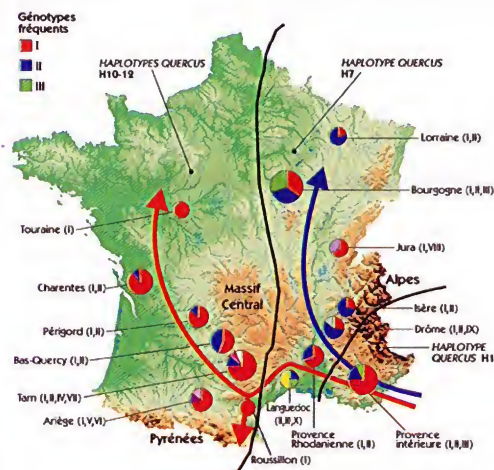 Génotypes
fréquents
I
II
III
HAPLOTYPES QUERCUS
H10-12
HAPLOTYPE QUERCUS
H7
Lorraine (I,II)
Bourgogne (I,II,III)
Touraine (I)
Jura (I,VIII)
Alpes
Charentes (I,II)
Massif
Central
Isère (I,II)
Périgord (I,II)
Drôme (I,II,IX)
Bas-Quercy (I,II)
HAPLOTYPE
QUERCUS H1
Tarn (I,II,IV,VII)
Ariège (I,V,VI)
Languedoc
(II,III,X)
Provence
Rhodanienne (I,II)
Provence
intérieure (I,II,III)
Pyrénées
Roussillon (I)